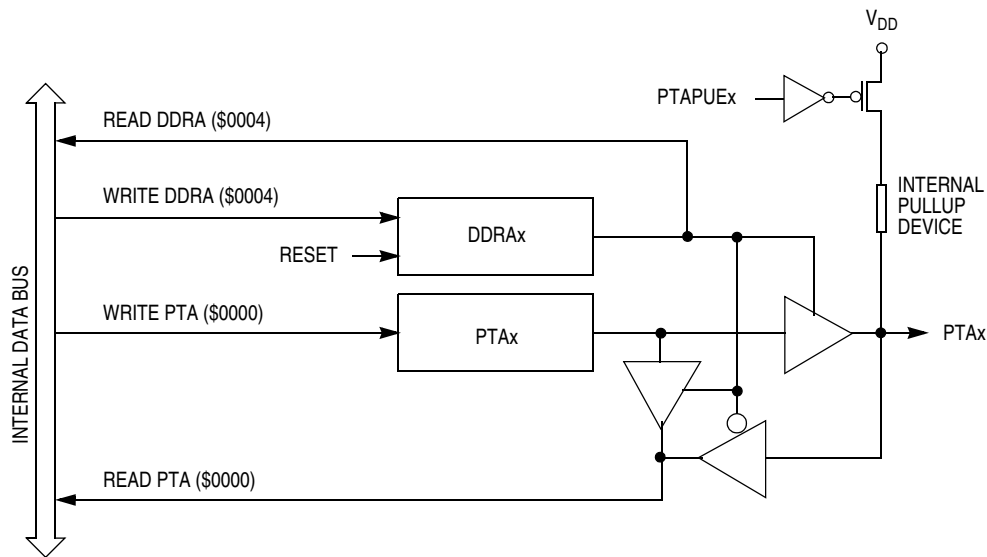 VDD
PTAPUEx
READ DDRA ($0004)
INTERNAL
PULLUP
DEVICE
WRITE DDRA ($0004)
DDRAx
RESET
WRITE PTA ($0000)
PTAx
PTAx
INTERNAL DATA BUS
READ PTA ($0000)